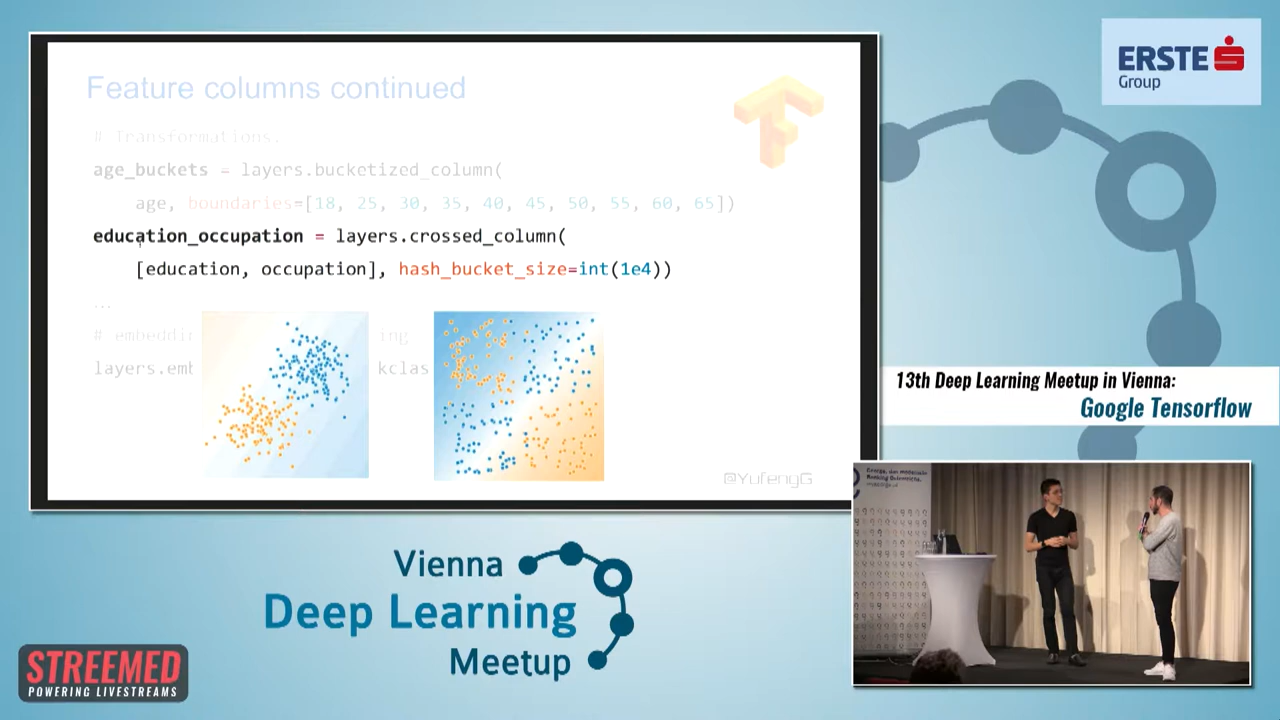 Feature columns continued
# Transformations.
age_buckets = layers.bucketized_column(
age, boundaries=[18, 25, 30, 35, 40, 45, 50, 55, 60, 65])
education_occupation = layers.crossed_column(
[education, occupation], hash_bucket_size=int(1e4))
...
# embeddi
ing
layers.emb
kclas
@YufengG
ERSTE
Group
13th Deep Learning Meetup in Vienna:
Google Tensorflow
Vienna
Deep Learning
Meetup
STREEMED
POWERING LIVESTREAMS